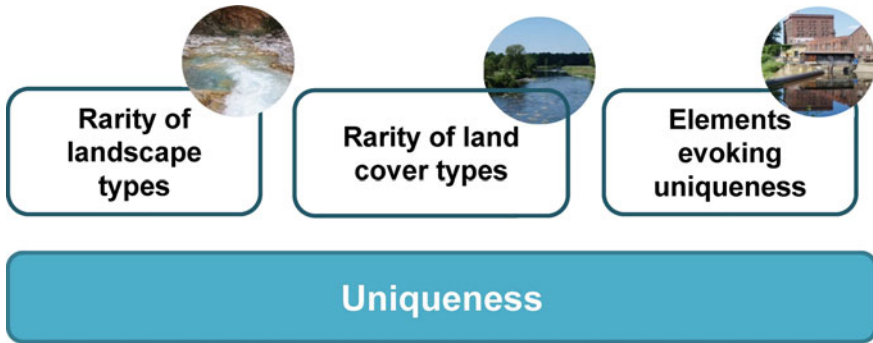 Rarity of
landscape
types
Rarity of land
cover types
Elements
evoking
uniqueness
Uniqueness